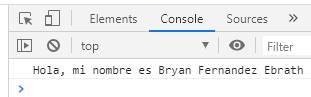 Elements Console Sources »
top Filter
Hola, mi nombre es Bryan Fernandez Ebrath